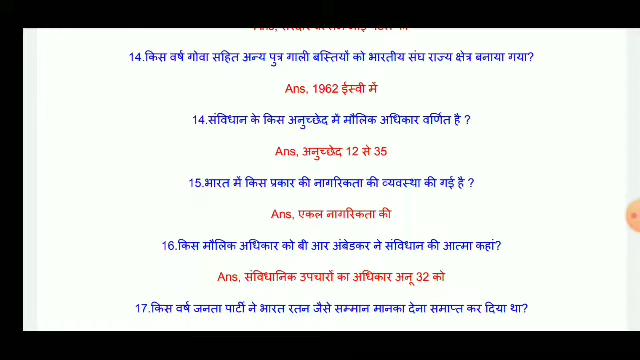 14.किस वर्ष गोवा सहित अन्य पुत्र गाली बस्तियों को भारतीय संघ राज्य क्षेत्र बनाया गया?
Ans, 1962 ईस्वी में
14.संविधान के किस अनुच्छेद में मौलिक अधिकार वर्णित है ?
Ans, अनुच्छेद 12 से 35
15.भारत में किस प्रकार की नागरिकता की व्यवस्था की गई है ?
Ans, एकल नागरिकता की
16.किस मौलिक अधिकार को बी आर अंबेडकर ने संविधान की आत्मा कहां?
Ans, संविधानिक उपचारों का अधिकार अनू 32 को
17.किस वर्ष जनता पार्टी ने भारत रतन जैसे सम्मान मानका देना समाप्त कर दिया था?